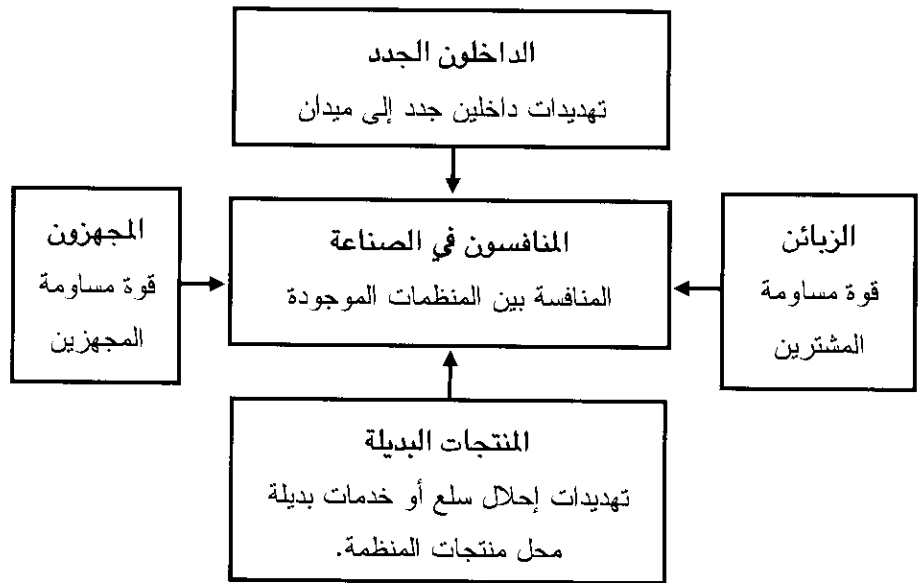 الداخلون الجدد
تهديدات داخلين جدد إلى ميدان
المجهزون
قوة مساومة
المجهزين
المنافسون في الصناعة
المنافسة بين المنظمات الموجودة
الزبائن
قوة مساومة
المشترين
المنتجات البديلة
تهديدات إحلال سلع أو خدمات بديلة
محل منتجات المنظمة.